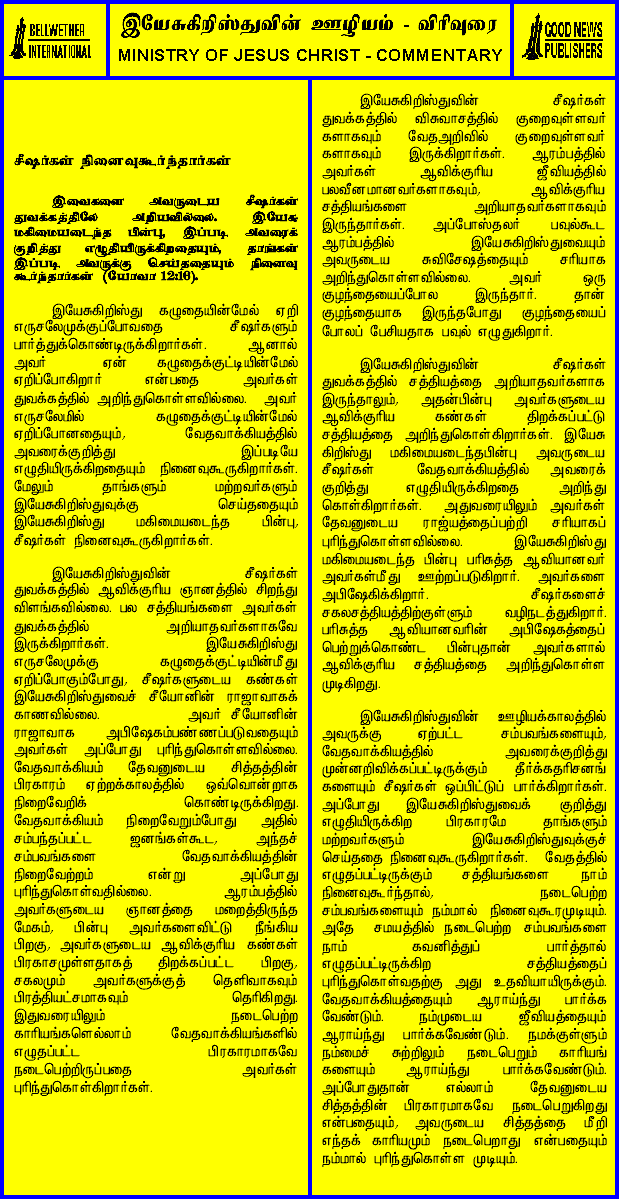 BELLWETHER
INTERNATIONAL
இயேசுகிறிஸ்துவின் ஊழியம் - விரிவுரை
MINISTRY OF JESUS CHRIST - COMMENTARY
GOOD NEWS
PUBLISHERS
சீஷர்கள் நினைவுகூர்ந்தார்கள்
இவைகளை அவருடைய சீஷர்கள்
துவக்கத்திலே அறியவில்லை. இயேசு
மகிமையடைந்த பின்பு, இப்படி அவரைக்
குறித்து எழுதியிருக்கிறதையும், தாங்கள்
இப்படி அவருக்கு செய்ததையும் நினைவு
கூர்ந்தார்கள் (யோவா 12:16).
இயேசுகிறிஸ்து கழுதையின்மேல் ஏறி
எருசலேமுக்குப்போவதை சீஷர்களும்
பார்த்துக்கொண்டிருக்கிறார்கள். ஆனால்
அவர் ஏன் கழுதைக்குட்டியின்மேல்
ஏறிப்போகிறார் என்பதை அவர்கள்
துவக்கத்தில் அறிந்துகொள்ளவில்லை. அவர்
எருசலேமில் கழுதைக்குட்டியின்மேல்
ஏறிப்போனதையும், வேதவாக்கியத்தில்
அவரைக்குறித்து இப்படியே
எழுதியிருக்கிறதையும் நினைவுகூருகிறார்கள்.
மேலும் தாங்களும் மற்றவர்களும்
இயேசுகிறிஸ்துவுக்கு செய்ததையும்
இயேசுகிறிஸ்து மகிமையடைந்த பின்பு,
சீஷர்கள் நினைவுகூருகிறார்கள்.
இயேசுகிறிஸ்துவின் சீஷர்கள்
துவக்கத்தில் ஆவிக்குரிய ஞானத்தில் சிறந்து
விளங்கவில்லை. பல சத்தியங்களை அவர்கள்
துவக்கத்தில் அறியாதவர்களாகவே
இருக்கிறார்கள். இயேசுகிறிஸ்து
எருசலேமுக்கு கழுதைக்குட்டியின்மீது
ஏறிப்போகும்போது, சீஷர்களுடைய கண்கள்
இயேசுகிறிஸ்துவைச் சீயோனின் ராஜாவாகக்
காணவில்லை. அவர் சீயோனின்
ராஜாவாக அபிஷேகம்பண்ணப்படுவதையும்
அவர்கள் அப்போது புரிந்துகொள்ளவில்லை.
வேதவாக்கியம் தேவனுடைய சித்தத்தின்
பிரகாரம் ஏற்றக்காலத்தில் ஒவ்வொன்றாக
நிறைவேறிக் கொண்டிருக்கிறது.
வேதவாக்கியம் நிறைவேறும்போது அதில்
சம்பந்தப்பட்ட ஜனங்கள்கூட, அந்தச்
சம்பவங்களை வேதவாக்கியத்தின்
நிறைவேற்றம் என்று அப்போது
புரிந்துகொள்வதில்லை. ஆரம்பத்தில்
அவர்களுடைய ஞானத்தை மறைத்திருந்த
மேகம், பின்பு அவர்களைவிட்டு நீங்கிய
பிறகு, அவர்களுடைய ஆவிக்குரிய கண்கள்
பிரகாசமுள்ளதாகத் திறக்கப்பட்ட பிறகு,
சகலமும் அவர்களுக்குத் தெளிவாகவும்
பிரத்தியட்சமாகவும் தெரிகிறது.
இதுவரையிலும் நடைபெற்ற
காரியங்களெல்லாம் வேதவாக்கியங்களில்
எழுதப்பட்ட பிரகாரமாகவே
நடைபெற்றிருப்பதை அவர்கள்
புரிந்துகொள்கிறார்கள்.
இயேசுகிறிஸ்துவின் சீஷர்கள்
துவக்கத்தில் விசுவாசத்தில் குறைவுள்ளவர்
களாகவும் வேதஅறிவில் குறைவுள்ளவர்
களாகவும் இருக்கிறார்கள். ஆரம்பத்தில்
அவர்கள் ஆவிக்குரிய ஜீவியத்தில்
பலவீனமானவர்களாகவும், ஆவிக்குரிய
சத்தியங்களை அறியாதவர்களாகவும்
இருந்தார்கள். அப்போஸ்தலர் பவுல்கூட
ஆரம்பத்தில் இயேசுகிறிஸ்துவையும்
அவருடைய சுவிசேஷத்தையும் சரியாக
அறிந்துகொள்ளவில்லை. அவர் ஒரு
குழந்தையைப்போல இருந்தார். தான்
குழந்தையாக இருந்தபோது குழந்தையைப்
போலப் பேசியதாக பவுல் எழுதுகிறார்.
இயேசுகிறிஸ்துவின் சீஷர்கள்
துவக்கத்தில் சத்தியத்தை அறியாதவர்களாக
இருந்தாலும், அதன்பின்பு அவர்களுடைய
ஆவிக்குரிய கண்கள் திறக்கப்பட்டு
சத்தியத்தை அறிந்துகொள்கிறார்கள். இயேசு
கிறிஸ்து மகிமையடைந்தபின்பு அவருடைய
சீஷர்கள் வேதவாக்கியத்தில் அவரைக்
குறித்து எழுதியிருக்கிறதை அறிந்து
கொள்கிறார்கள். அதுவரையிலும் அவர்கள்
தேவனுடைய ராஜ்யத்தைப்பற்றி சரியாகப்
புரிந்துகொள்ளவில்லை. இயேசுகிறிஸ்து
மகிமையடைந்த பின்பு பரிசுத்த ஆவியானவர்
அவர்கள்மீது ஊற்றப்படுகிறார். அவர்களை
அபிஷேகிக்கிறார். சீஷர்களைச்
சகலசத்தியத்திற்குள்ளும் வழிநடத்துகிறார்.
பரிசுத்த ஆவியானவரின் அபிஷேகத்தைப்
பெற்றுக்கொண்ட பின்புதான் அவர்களால்
ஆவிக்குரிய சத்தியத்தை அறிந்துகொள்ள
முடிகிறது.
இயேசுகிறிஸ்துவின் ஊழியக்காலத்தில்
அவருக்கு ஏற்பட்ட சம்பவங்களையும்,
வேதவாக்கியத்தில் அவரைக்குறித்து
முன்னறிவிக்கப்பட்டிருக்கும் தீர்க்கதரிசனங்
களையும் சீஷர்கள் ஒப்பிட்டுப் பார்க்கிறார்கள்.
அப்போது இயேசுகிறிஸ்துவைக் குறித்து
எழுதியிருக்கிற பிரகாரமே தாங்களும்
மற்றவர்களும் இயேசுகிறிஸ்துவுக்குச்
செய்ததை நினைவுகூருகிறார்கள். வேதத்தில்
எழுதப்பட்டிருக்கும் சத்தியங்களை நாம்
நினைவுகூர்ந்தால், நடைபெற்ற
சம்பவங்களையும் நம்மால் நினைவுகூரமுடியும்.
அதே சமயத்தில் நடைபெற்ற சம்பவங்களை
நாம் கவனித்துப் பார்த்தால்
எழுதப்பட்டிருக்கிற சத்தியத்தைப்
புரிந்துகொள்வதற்கு அது உதவியாயிருக்கும்.
வேதவாக்கியத்தையும் ஆராய்ந்து பார்க்க
வேண்டும். நம்முடைய ஜீவியத்தையும்
ஆராய்ந்து பார்க்கவேண்டும். நமக்குள்ளும்
நம்மைச் சுற்றிலும் நடைபெறும் காரியங்
களையும் ஆராய்ந்து பார்க்கவேண்டும்.
அப்போதுதான் எல்லாம் தேவனுடைய
சித்தத்தின் பிரகாரமாகவே நடைபெறுகிறது
என்பதையும், அவருடைய சித்தத்தை மீறி
எந்தக் காரியமும் நடைபெறாது என்பதையும்
நம்மால் புரிந்துகொள்ள முடியும்.